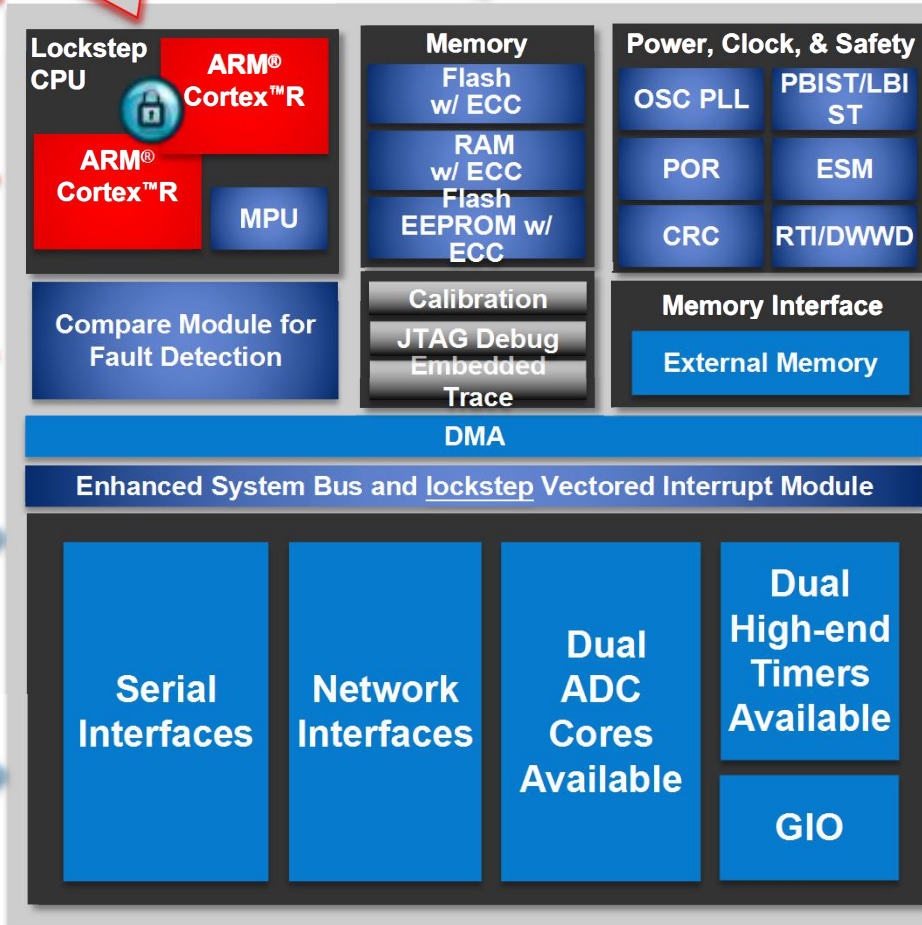 Lockstep
CPU
ARM®
Cortex™R
ARM®
Cortex™R
MPU
Compare Module for
Fault Detection
Memory
Flash
w/ ECC
RAM
w/ ECC
Flash
EEPROM w/
ECC
Calibration
JTAG Debug
Embedded
Trace
Power, Clock, & Safety
OSC PLL
PBIST/LBI
ST
POR
ESM
CRC
RTI/DWWD
Memory Interface
External Memory
DMA
Enhanced System Bus and lockstep Vectored Interrupt Module
Serial
Interfaces
Network
Interfaces
Dual
ADC
Cores
Available
Dual
High-end
Timers
Available
GIO